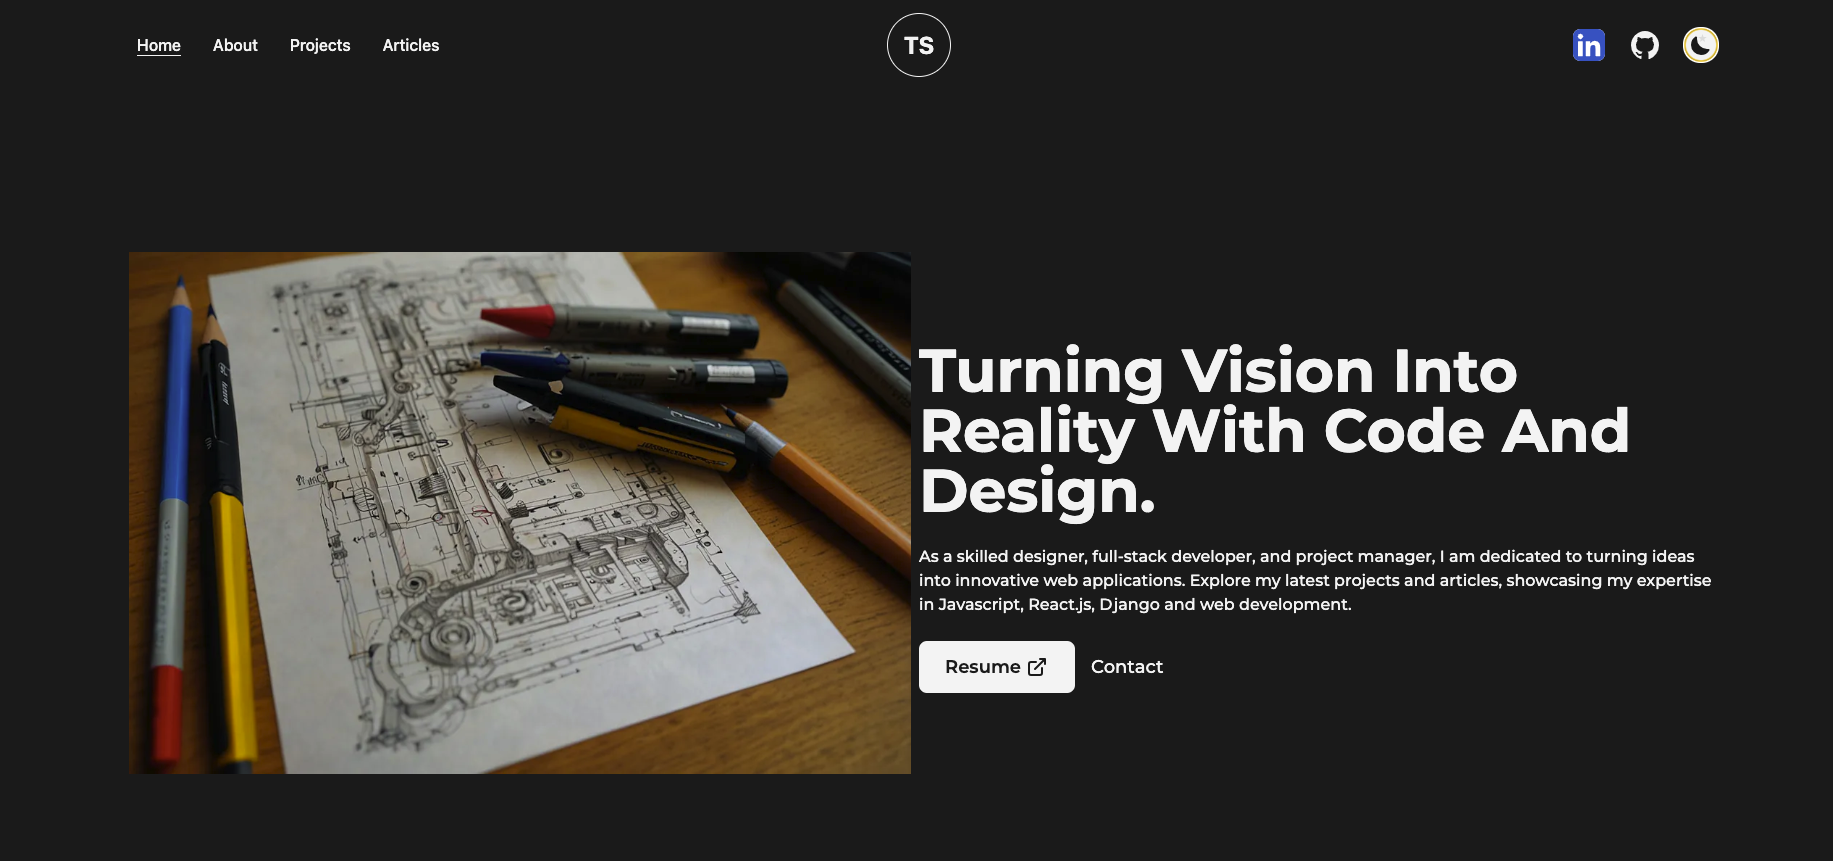 Home
About
Projects
Articles
TS
in
Turning Vision Into
Reality With Code And
Design.
As a skilled designer, full-stack developer, and project manager, I am dedicated to turning ideas
into innovative web applications. Explore my latest projects and articles, showcasing my expertise
in Javascript, React.js, Django and web development.
Resume
Contact